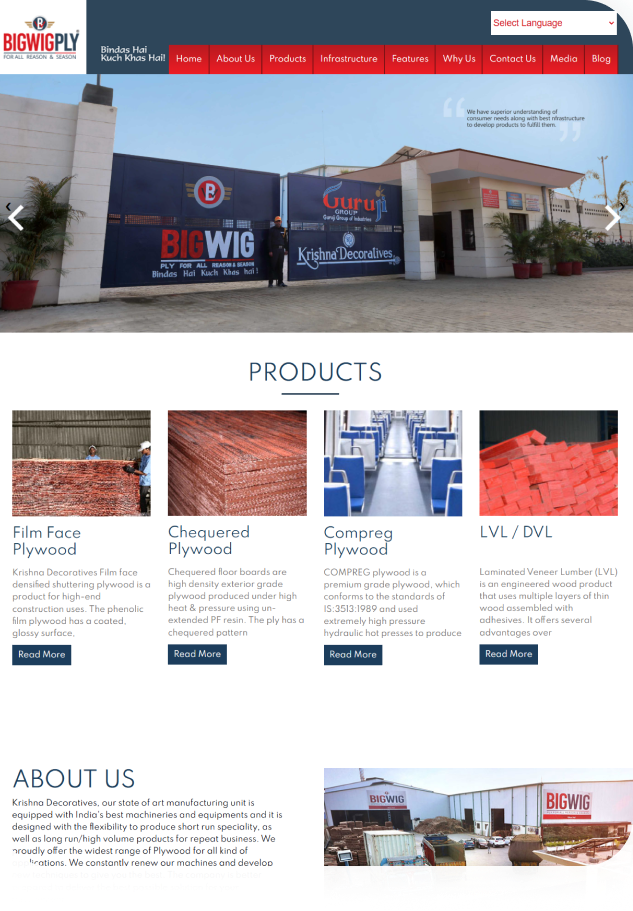 BIGWIGPLY
FOR ALL REASON & SEASON
Select Language
Bindas Hai
Kuch Khas Hai!
Home
About Us
Products
Infrastructure
Features
Why Us
Contact Us
Media
Blog
We have superior understanding of
consumer needs along with best nfrastructure
to develop products to fulfill them.
B
BIGWIG
PLY FOR ALL REASON & SEASON
Bindas Hai Kuch Khas hai!
Guruji
GROUP
Guruji Group of Industries
Krishna Decoratives
PRODUCTS
Film Face
Plywood
Krishna Decoratives Film face
densified shuttering plywood is a
product for high-end
construction uses. The phenolic
film plywood has a coated,
glossy surface,
Read More
Chequered
Plywood
Chequered floor boards are
high density exterior grade
plywood produced under high
heat & pressure using un-
extended PF resin. The ply has a
chequered pattern
Read More
Compreg
Plywood
COMPREG plywood is a
premium grade plywood, which
conforms to the standards of
IS:3513:1989 and used
extremely high pressure
hydraulic hot presses to produce
Read More
LVL / DVL
Laminated Veneer Lumber (LVL)
is an engineered wood product
that uses multiple layers of thin
wood assembled with
adhesives. It offers several
advantages over
Read More
ABOUT US
Krishna Decoratives, our state of art manufacturing unit is
equipped with India's best machineries and equipments and it is
designed with the flexibility to produce short run speciality, as
well as long run/high volume products for repeat business. We
proudly offer the widest range of Plywood for all kind of
We constantly renew our machines and develop
BIGWIG
BIGWIG